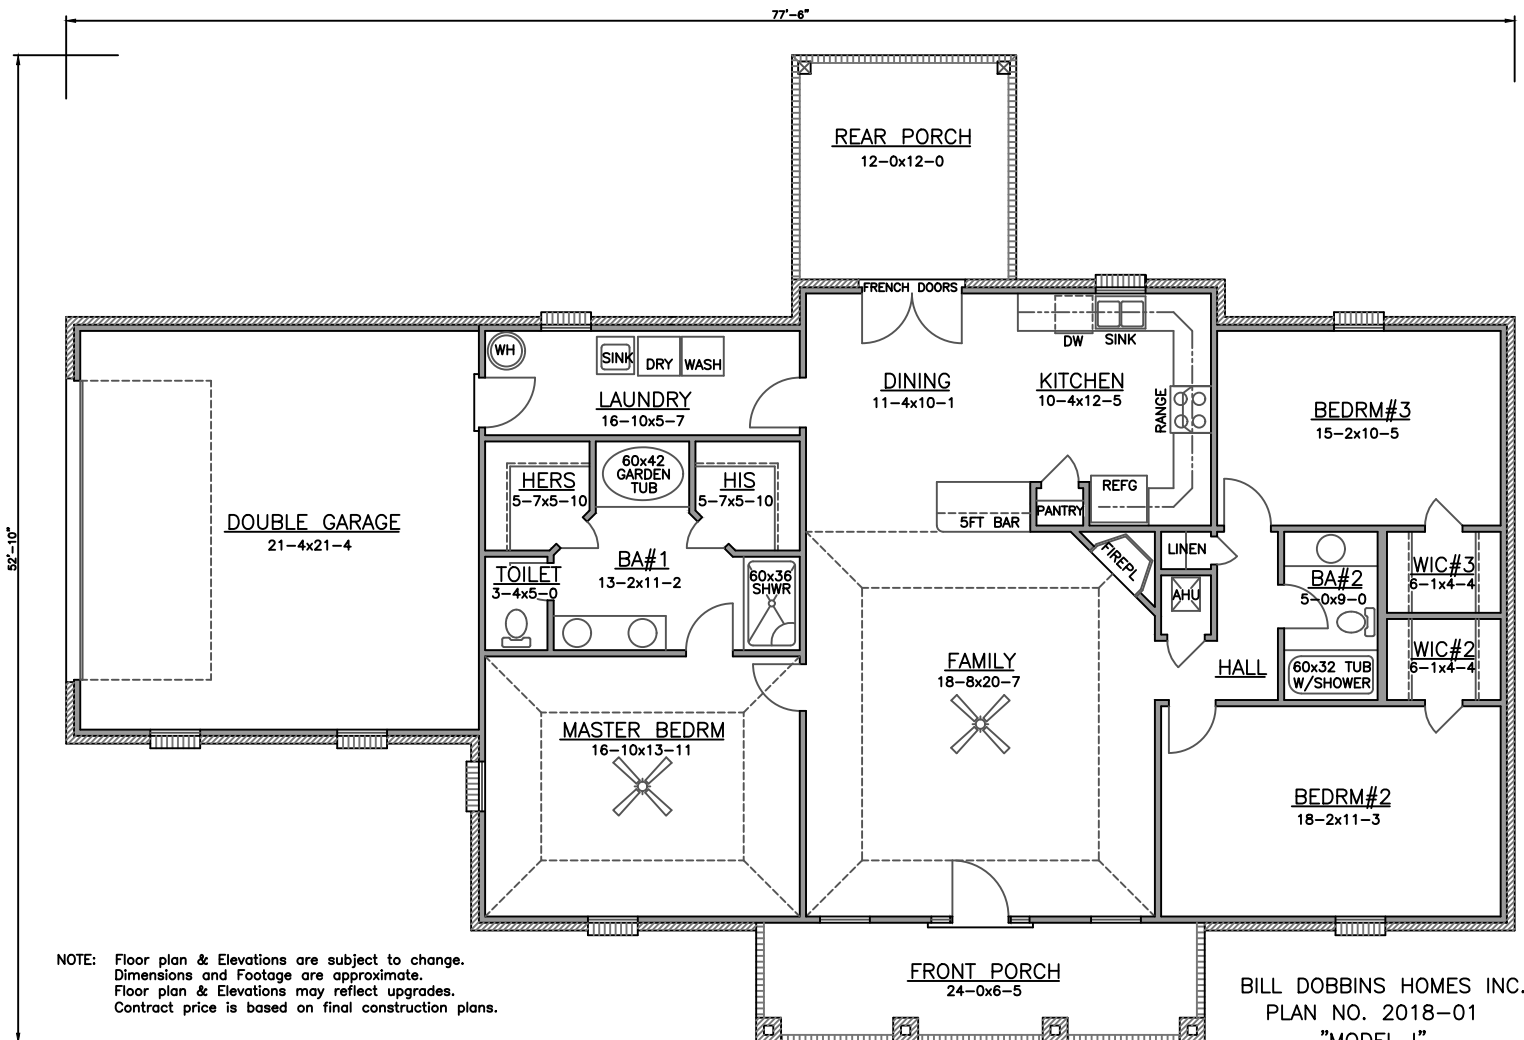 77'-6"
52'-10"
REAR PORCH
12-0x12-0
FRENCH DOORS
DW
SINK
WH
SINK
DRY
WASH
LAUNDRY
16-10x5-7
DINING
11-4x10-1
KITCHEN
10-4x12-5
RANGE
BEDRM#3
15-2x10-5
HERS
5-7x5-10
60x42
GARDEN
TUB
HIS
5-7x5-10
REFG
PANTRY
5FT BAR
DOUBLE GARAGE
21-4x21-4
TOILET
3-4x5-0
BA#1
13-2x11-2
60x36
SHWR
FIREPL
LINEN
AHU
BA#2
5-0x9-0
WIC#3
6-1x4-4
WIC#2
6-1x4-4
60x32 TUB
W/SHOWER
HALL
FAMILY
18-8x20-7
MASTER BEDRM
16-10x13-11
BEDRM#2
18-2x11-3
FRONT PORCH
24-0x6-5
NOTE: Floor plan & Elevations are subject to change.
Dimensions and Footage are approximate.
Floor plan & Elevations may reflect upgrades.
Contract price is based on final construction plans.
BILL DOBBINS HOMES INC.
PLAN NO. 2018-01
"MODEL